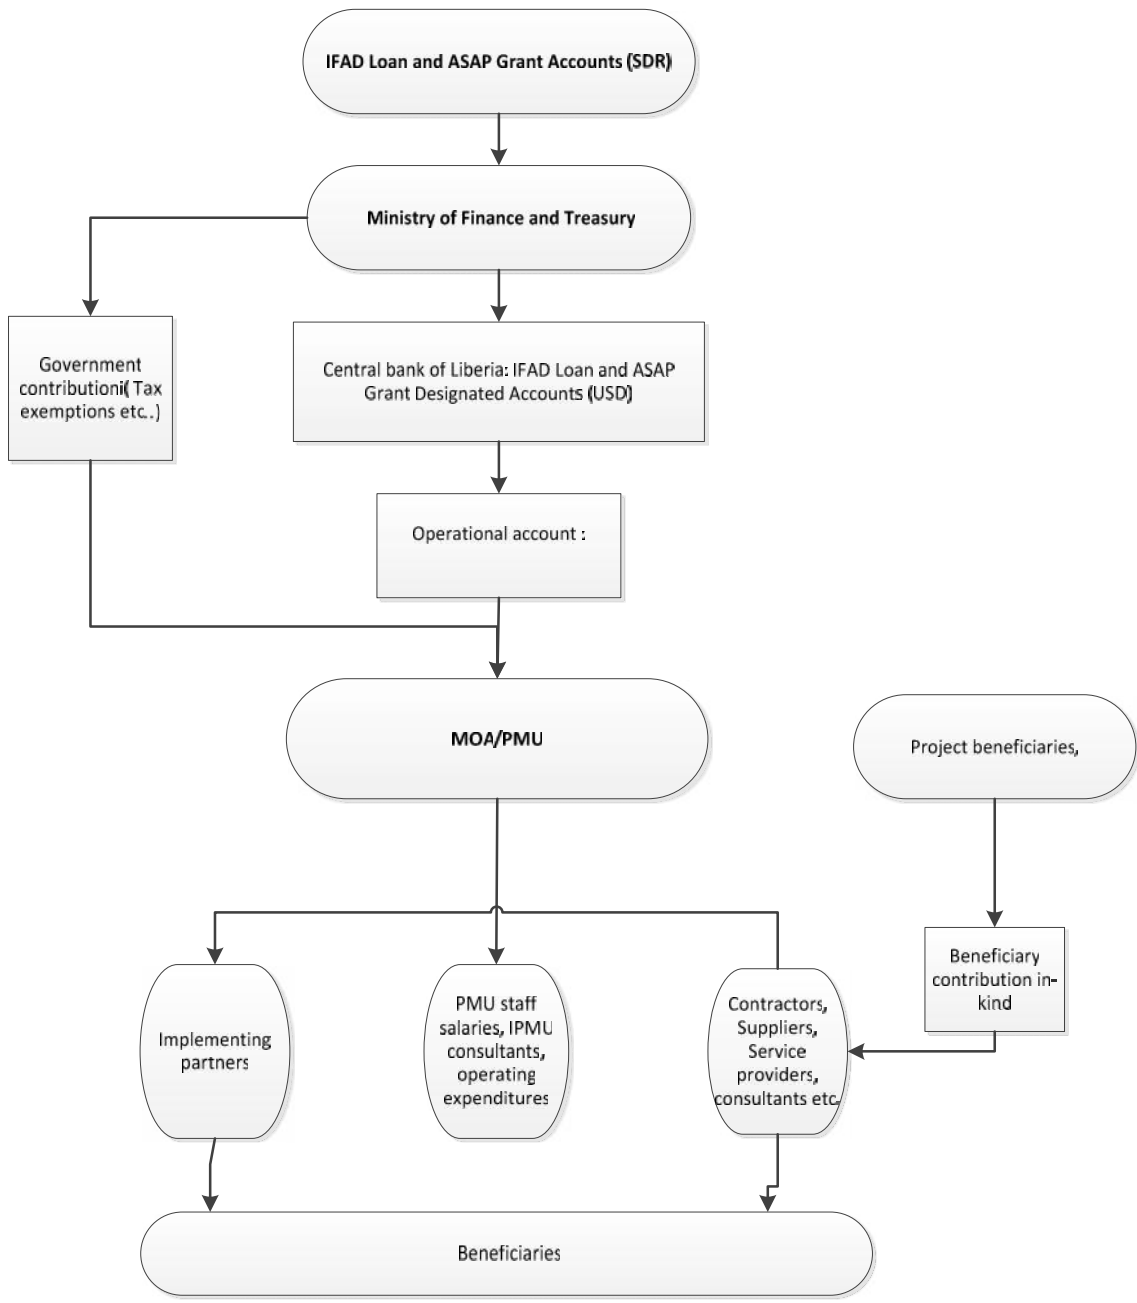 IFAD Loan and ASAP Grant Accounts (SDR)
Ministry of Finance and Treasury
Government
contributioni( Tax
exemptions etc..)
Central bank of Liberia: IFAD Loan and ASAP
Grant Designated Accounts (USD)
Operational account :
MOA/PMU
Project beneficiaries,
Beneficiary
contribution in-
kind
Implementing
partners
PMU staff
salaries, IPMU
consultants,
operating
expenditures
Contractors,
Suppliers,
Service
providers,
consultants etc.
Beneficiaries